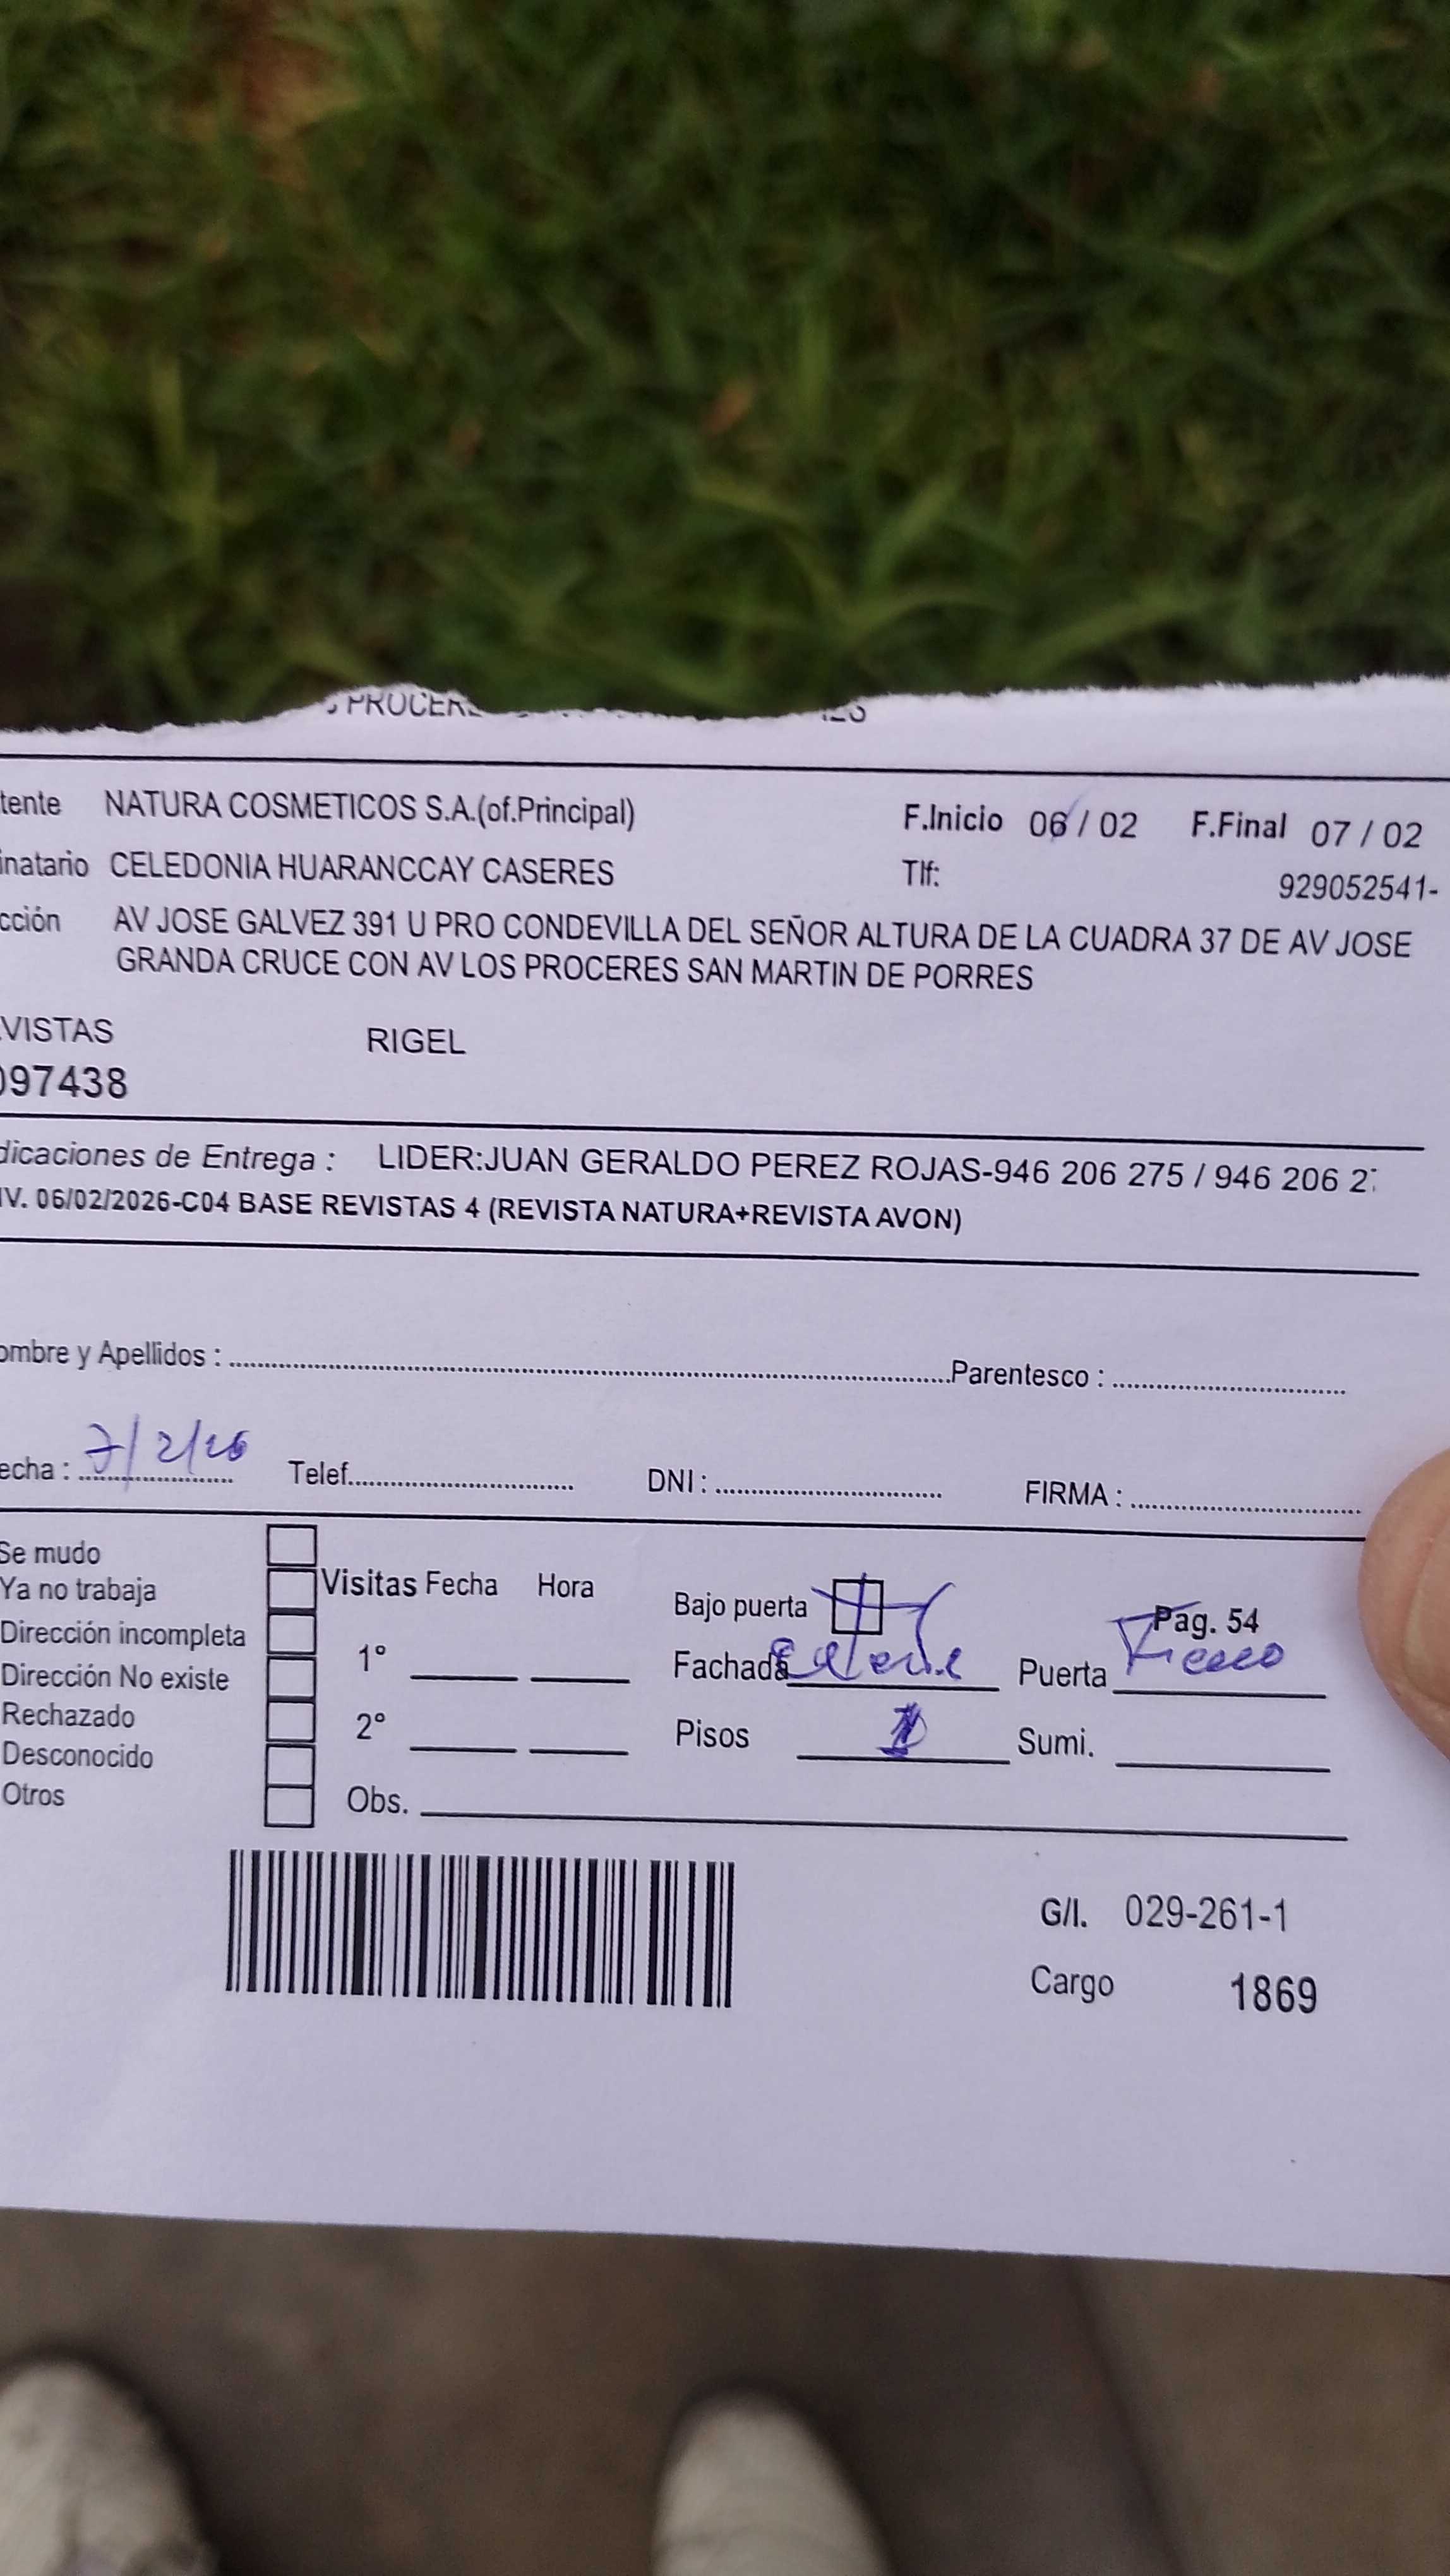 PROCER
tente NATURA COSMETICOS S.A.(of.Principal) F.Inicio 06 / 02 F.Final 07 / 02
inatario CELEDONIA HUARANCCAY CASERES Tlf: 929052541-
cción AV JOSE GALVEZ 391 U PRO CONDEVILLA DEL SEÑOR ALTURA DE LA CUADRA 37 DE AV JOSE
GRANDA CRUCE CON AV LOS PROCERES SAN MARTIN DE PORRES
VISTAS RIGEL
097438
dicaciones de Entrega : LIDER:JUAN GERALDO PEREZ ROJAS-946 206 275 / 946 206 2
IV. 06/02/2026-C04 BASE REVISTAS 4 (REVISTA NATURA+REVISTA AVON)
ombre y Apellidos : Parentesco :
echa : 7/2/26 Telef. DNI : FIRMA :
Se mudo
Ya no trabaja Visitas Fecha Hora Bajo puerta Pag. 54
Dirección incompleta 1° Fachada Puerta
Dirección No existe
Rechazado 2° Pisos 1 Sumi.
Desconocido
Otros Obs.
G/I. 029-261-1
Cargo 1869